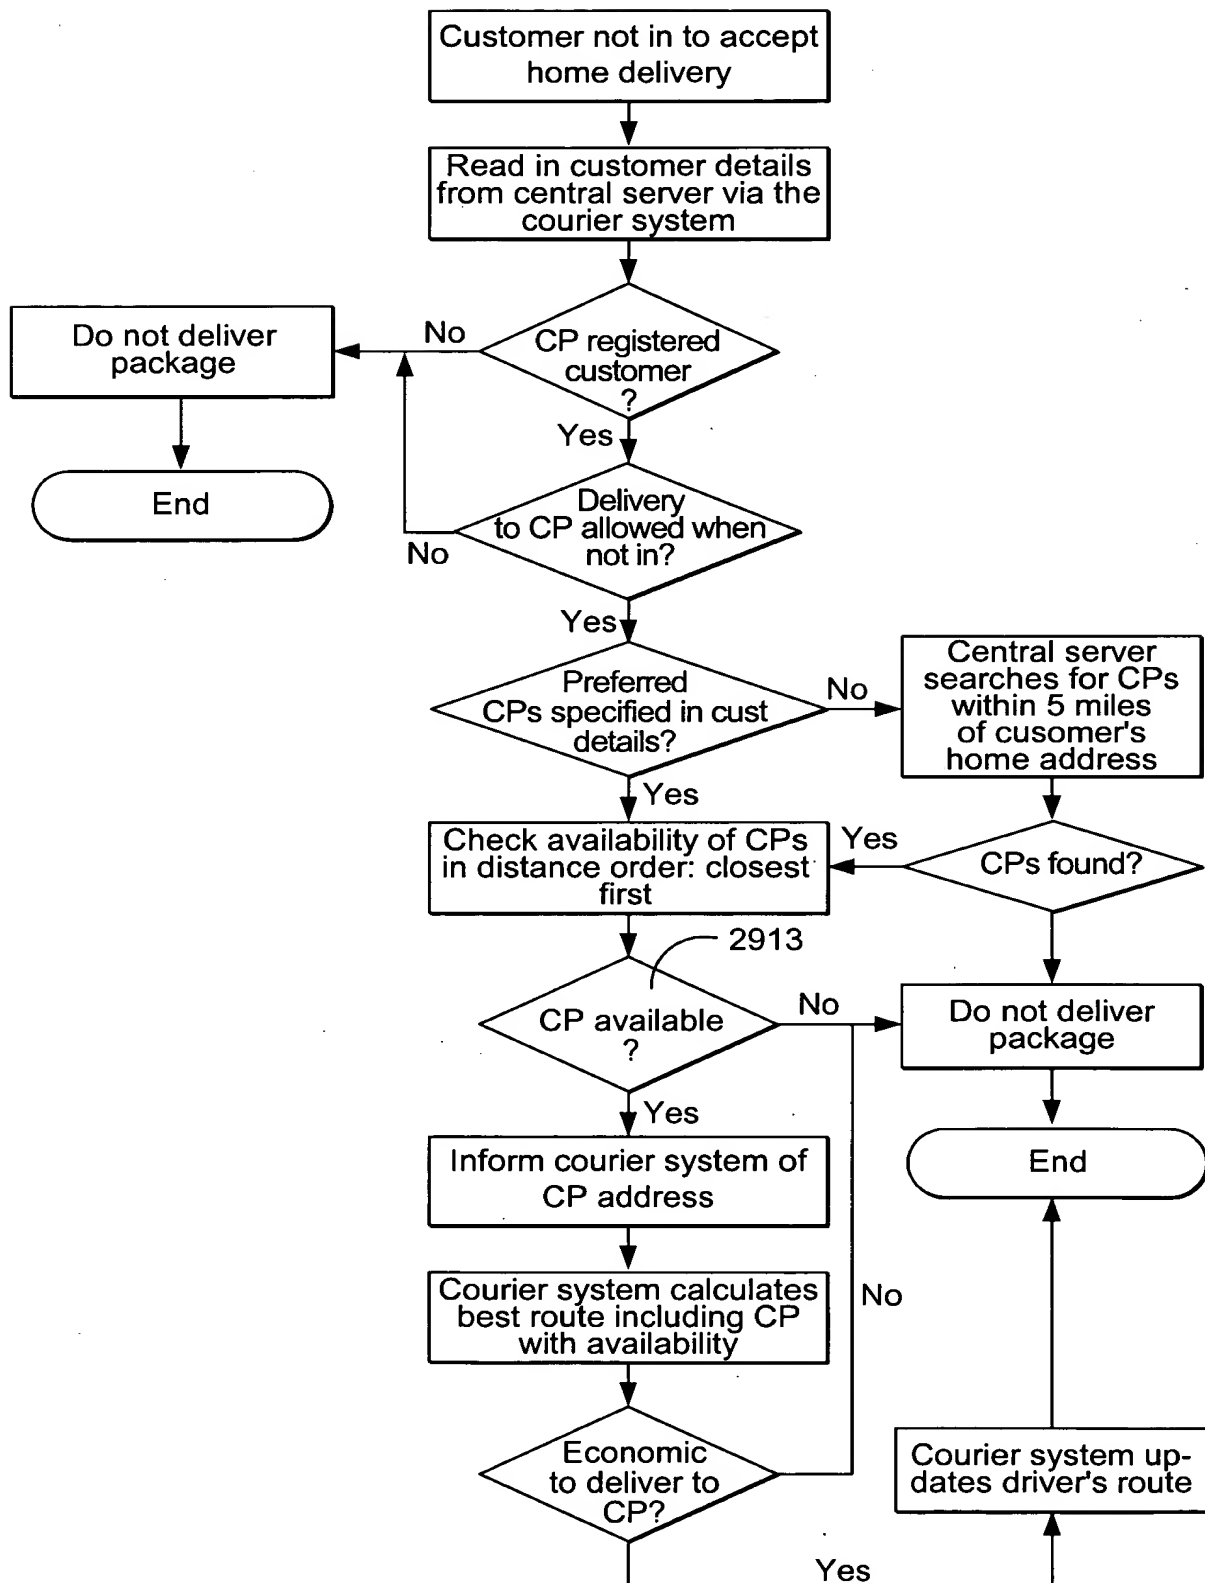 Customer not in to accept
home delivery
Read in customer details
from central server via the
courier system
Do not deliver
package
No
CP registered
customer
?
Yes
End
Delivery
to CP allowed when
not in?
No
Yes
Preferred
CPs specified in cust
details?
No
Central server
searches for CPs
within 5 miles
of cusomer's
home address
Yes
Check availability of CPs
in distance order: closest
first
Yes
CPs found?
2913
CP available
?
No
Do not deliver
package
Yes
Inform courier system of
CP address
End
Courier system calculates
best route including CP
with availability
No
Economic
to deliver to
CP?
Courier system up-
dates driver's route
Yes